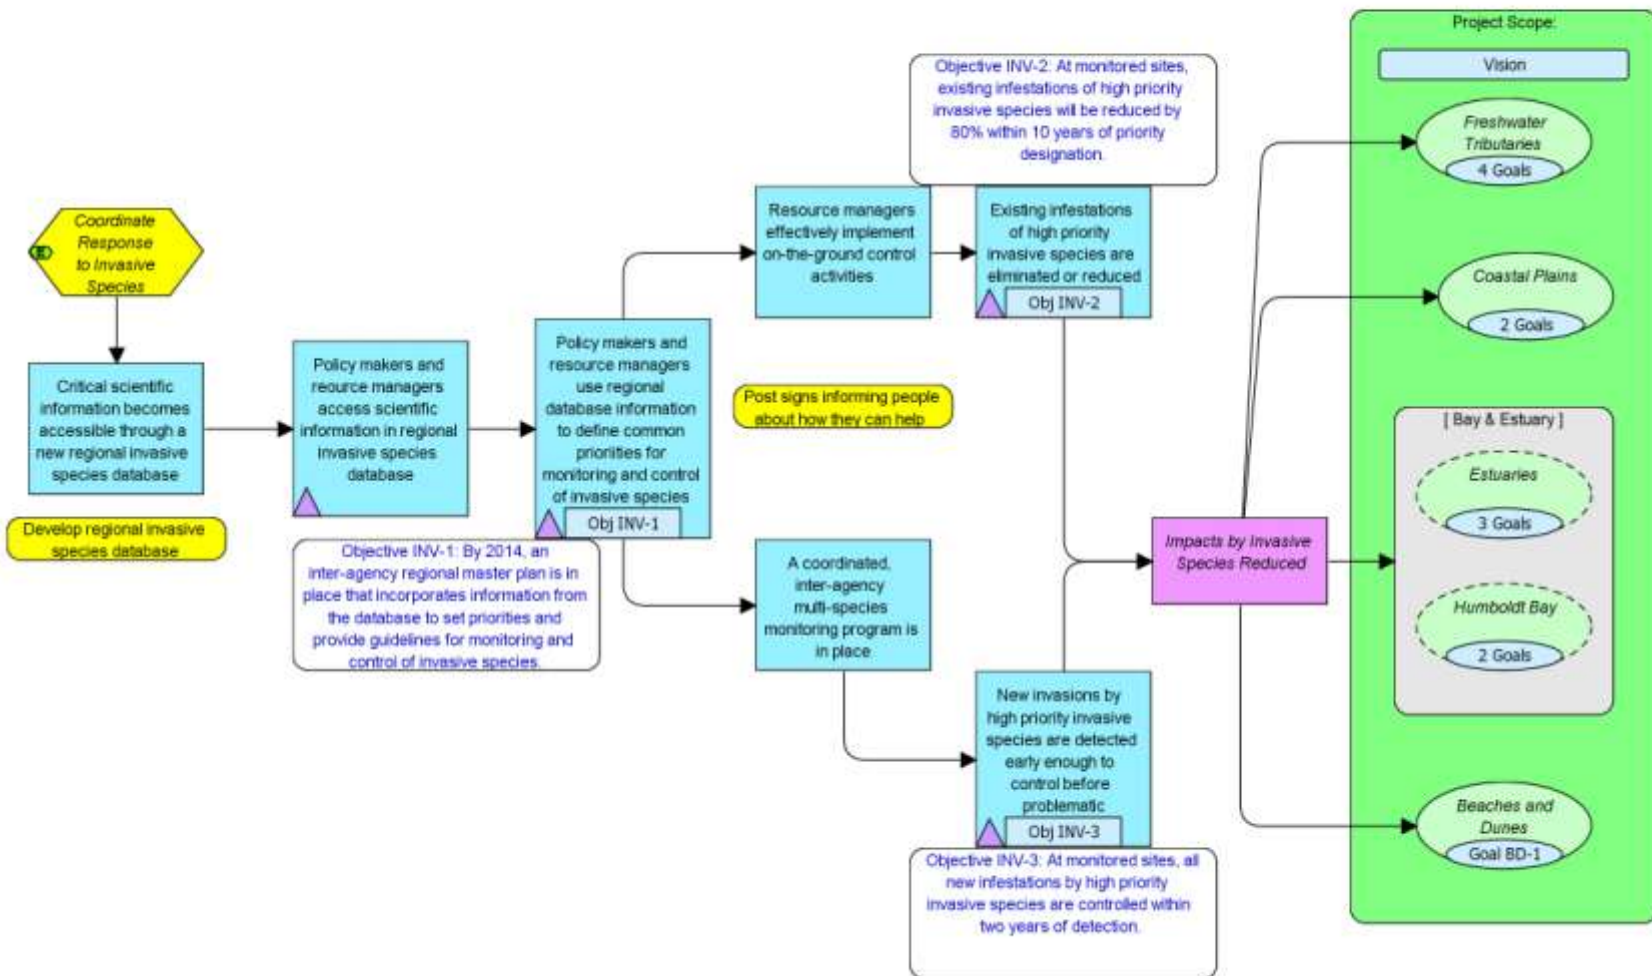 Coordinate
Response
to Invasive
Species
Critical scientific
information becomes
accessible through a
new regional invasive
species database
Develop regional invasive
species database
Policy makers and
reource managers
access scientific
information in regional
invasive species
database
Policy makers and
resource managers
use regional
database information
to define common
prioriities for
monitoring and control
of invasive species
Obj INV-1
Objective INV-1: By 2014, an
inter-agency regional master plan is in
place that incorporates information from
the database to set priorities and
provide guidelines for monitoring and
control of invasive species.
Resource managers
effectively implement
on-the-ground control
activities
Objective INV-2: At monitored sites,
existing infestations of high priority
invasive species will be reduced by
80% within 10 years of priority
designation.
Existing infestations
of high priority
invasive species are
eliminated or reduced
Obj INV-2
Post signs informing people
about how they can help
A coordinated,
inter-agency
multi-species
monitoring program is
in place
New invasions by
high priority invasive
species are detected
early enough to
control before
problematic
Obj INV-3
Objective INV-3: At monitored sites, all
new infestations by high priority
invasive species are controlled within
two years of detection.
Impacts by Invasive
Species Reduced
Project Scope:
Vision
Freshwater
Tributaries
4 Goals
Coastal Plains
2 Goals
[ Bay & Estuary ]
Estuaries
3 Goals
Humboldt Bay
2 Goals
Beaches and
Dunes
Goal BD-1